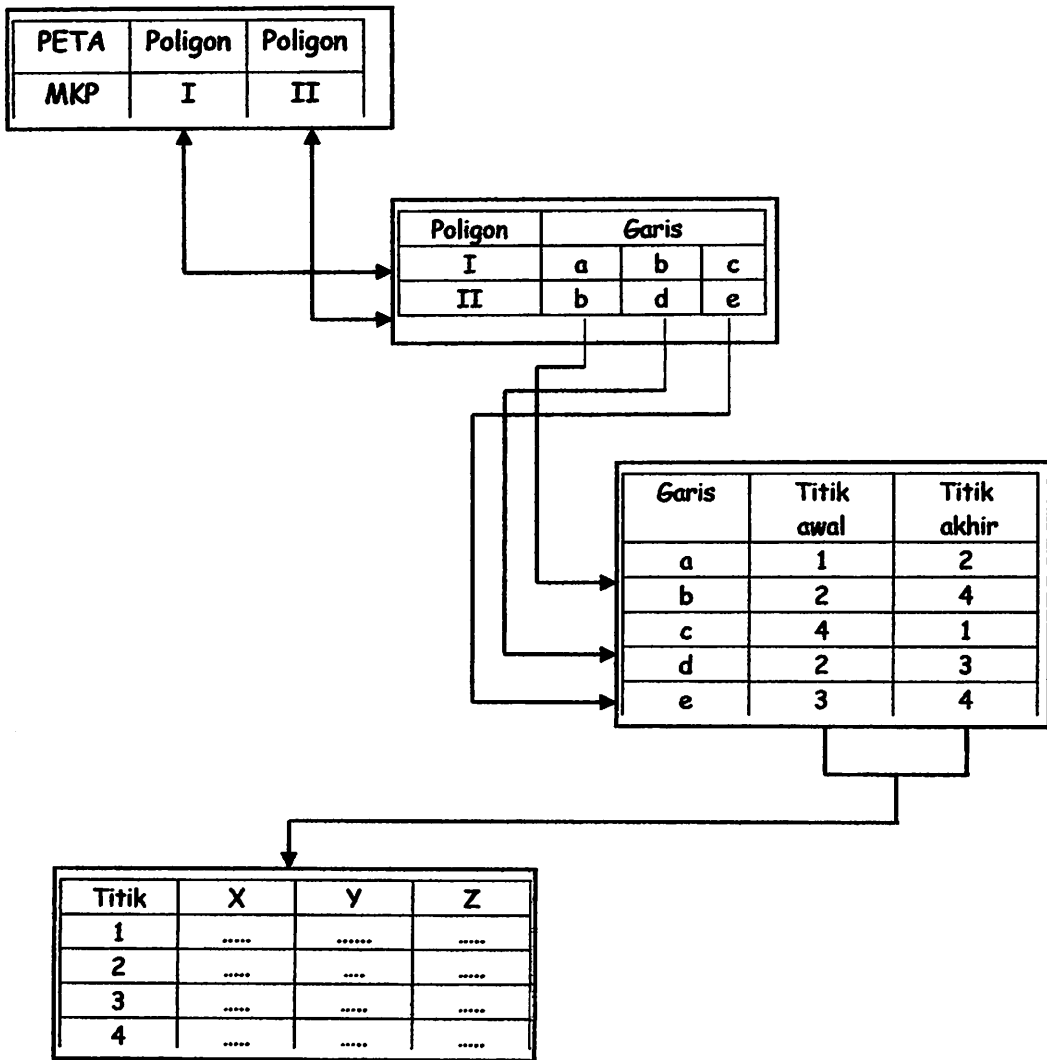 PETA Poligon Poligon
MKP I II
Poligon Garis
I a b c
II b d e
Garis Titik awal Titik akhir
a 1 2
b 2 4
c 4 1
d 2 3
e 3 4
Titik X Y Z
1 ..... ...... .....
2 ..... .... .....
3 ..... ..... .....
4 ..... ..... .....